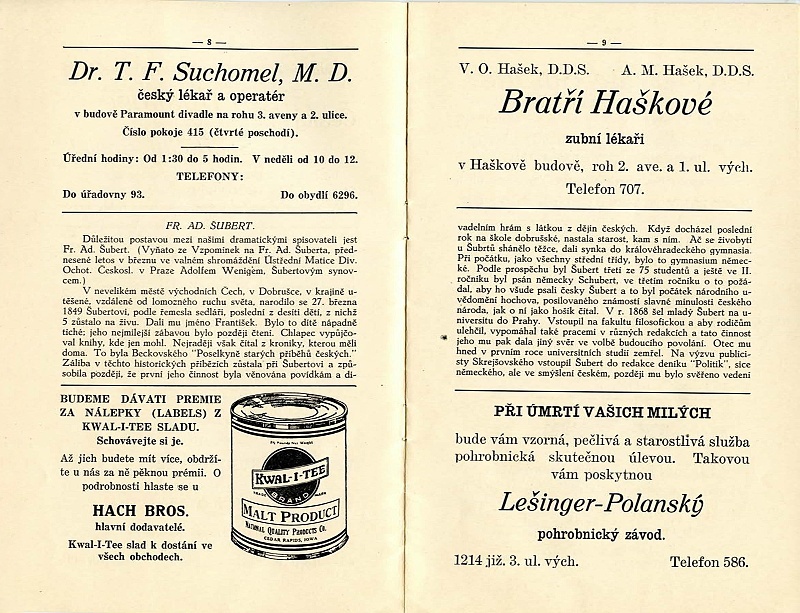 — 8 —
Dr. T. F. Suchomel, M. D.
český lékař a operatér
v budově Paramount divadle na rohu 3. aveny a 2. ulice.
Číslo pokoje 415 (čtvrté poschodí).
Úřední hodiny: Od 1:30 do 5 hodin. V neděli od 10 do 12.
TELEFONY:
Do úřadovny 93. Do obydlí 6296.
FR. AD. ŠUBERT.
Důležitou postavou mezi našimi dramatickými spisovateli jest
Fr. Ad. Šubert. (Vyňato ze Vzpomínek na Fr. Ad. Šuberta, před-
nesené letos v březnu ve valném shromáždění Ústřední Matice Div.
Ochot. Českosl. v Praze Adolfem Wenigem, Šubertovým synov-
cem.)
V nevelikém městě východních Čech, v Dobrušce, v krajině u-
těšené, vzdálené od lomozného ruchu světa, narodilo se 27. března
1849 Šubertovi, podle řemesla sedláři, poslední z desíti dětí, z nichž
5 zůstalo na živu. Dali mu jméno František. Bylo to dítě nápadně
tiché; jeho nejmilejší zábavou bylo později čtení. Chlapec vypůjčo-
val knihy, kde jen mohl. Nejraději však čítal z kroniky, kterou měli
doma. To byla Beckovského "Poselkyně starých příběhů českých."
Záliba v těchto historických příbězích zůstala při Šubertovi a způ-
sobila později, že první jeho činnost byla věnována povídkám a di-
BUDEME DÁVATI PREMIE
ZA NÁLEPKY (LABELS) Z
KWAL-I-TEE SLADU.
Schovávejte si je.
Až jich budete mít více, obdrží-
te u nás za ně pěknou prémii. O
podrobnosti hlaste se u
HACH BROS.
hlavní dodavatelé.
Kwal-I-Tee slad k dostání ve
všech obchodech.
2½ Pounds Net Weight
KWAL-I-TEE
TRADE MARK
BRAND
MALT PRODUCT
NATIONAL QUALITY PRODUCTS CO.
CEDAR RAPIDS, IOWA
— 9 —
V. O. Hašek, D.D.S. A. M. Hašek, D.D.S.
Bratří Haškové
zubní lékaři
v Haškově budově, roh 2. ave. a 1. ul. vých.
Telefon 707.
vadelním hrám s látkou z dějin českých. Když docházel poslední
rok na škole dobrušské, nastala starost, kam s ním. Ač se živobytí
u Šubrtů shánělo těžce, dali synka do královéhradeckého gymnasia.
Při počátku, jako všechny střední třídy, bylo to gymnasium němec-
ké. Podle prospěchu byl Šubert třetí ze 75 studentů a ještě ve II.
ročníku byl psán německy Schubert, ve třetím ročníku o to požá-
dal, aby ho všude psali česky Šubert a to byl počátek národního u-
vědomění hochova, posilovaného známostí slavné minulosti českého
národa, jak o ní jako hošík čítal. V r. 1868 šel mladý Šubert na u-
niversitu do Prahy. Vstoupil na fakultu filosofickou a aby rodičům
ulehčil, vypomáhal také pracemi v různých redakcích a tato činnost
jeho mu pak dala jiný směr ve volbě budoucího povolání. Otec mu
hned v prvním roce universitních studií zemřel. Na výzvu publici-
sty Skrejšovského vstoupil Šubert do redakce deníku "Politik", sice
německého, ale ve smýšlení českém, později mu bylo svěřeno vedení
PŘI ÚMRTÍ VAŠICH MILÝCH
bude vám vzorná, pečlivá a starostlivá služba
pohrobnická skutečnou úlevou. Takovou
vám poskytnou
Lešinger-Polanský
pohrobnický závod.
1214 již. 3. ul. vých. Telefon 586.